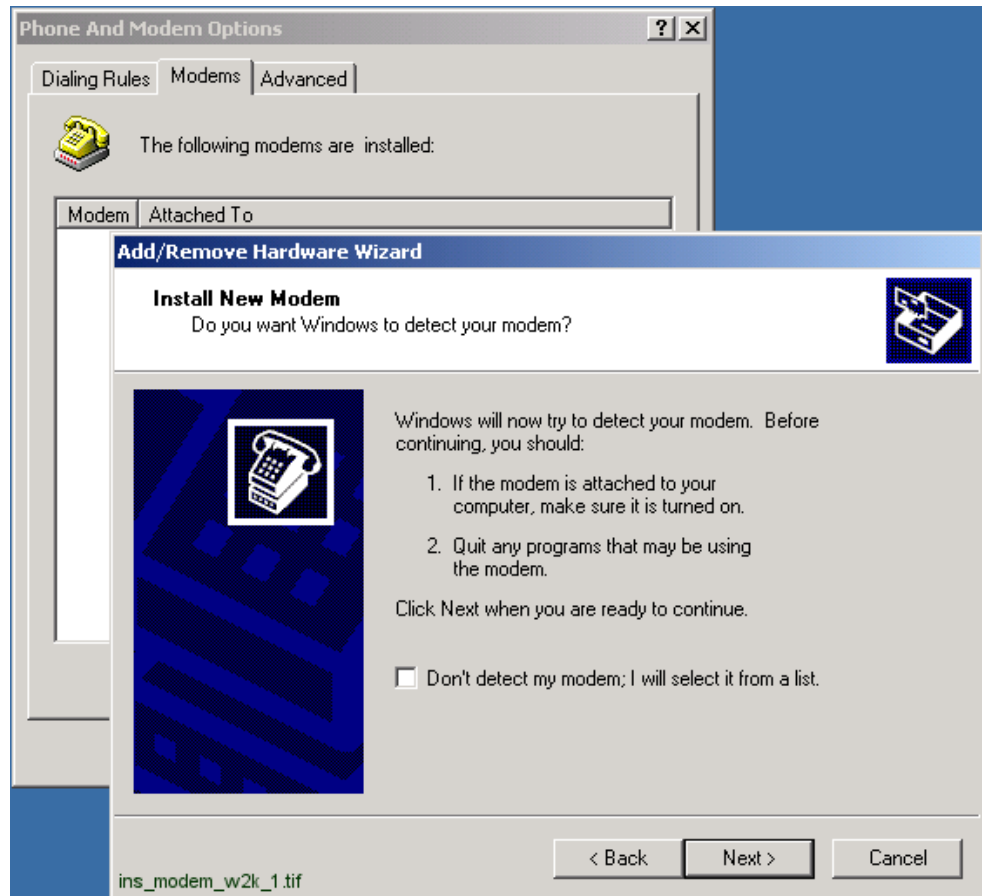 Phone And Modem Options
Dialing Rules Modems Advanced
The following modems are installed:
Modem Attached To
Add/Remove Hardware Wizard
Install New Modem
Do you want Windows to detect your modem?
Windows will now try to detect your modem. Before
continuing, you should:
1. If the modem is attached to your
computer, make sure it is turned on.
2. Quit any programs that may be using
the modem.
Click Next when you are ready to continue.
Don't detect my modem; I will select it from a list.
< Back Next > Cancel
ins_modem_w2k_1.tif